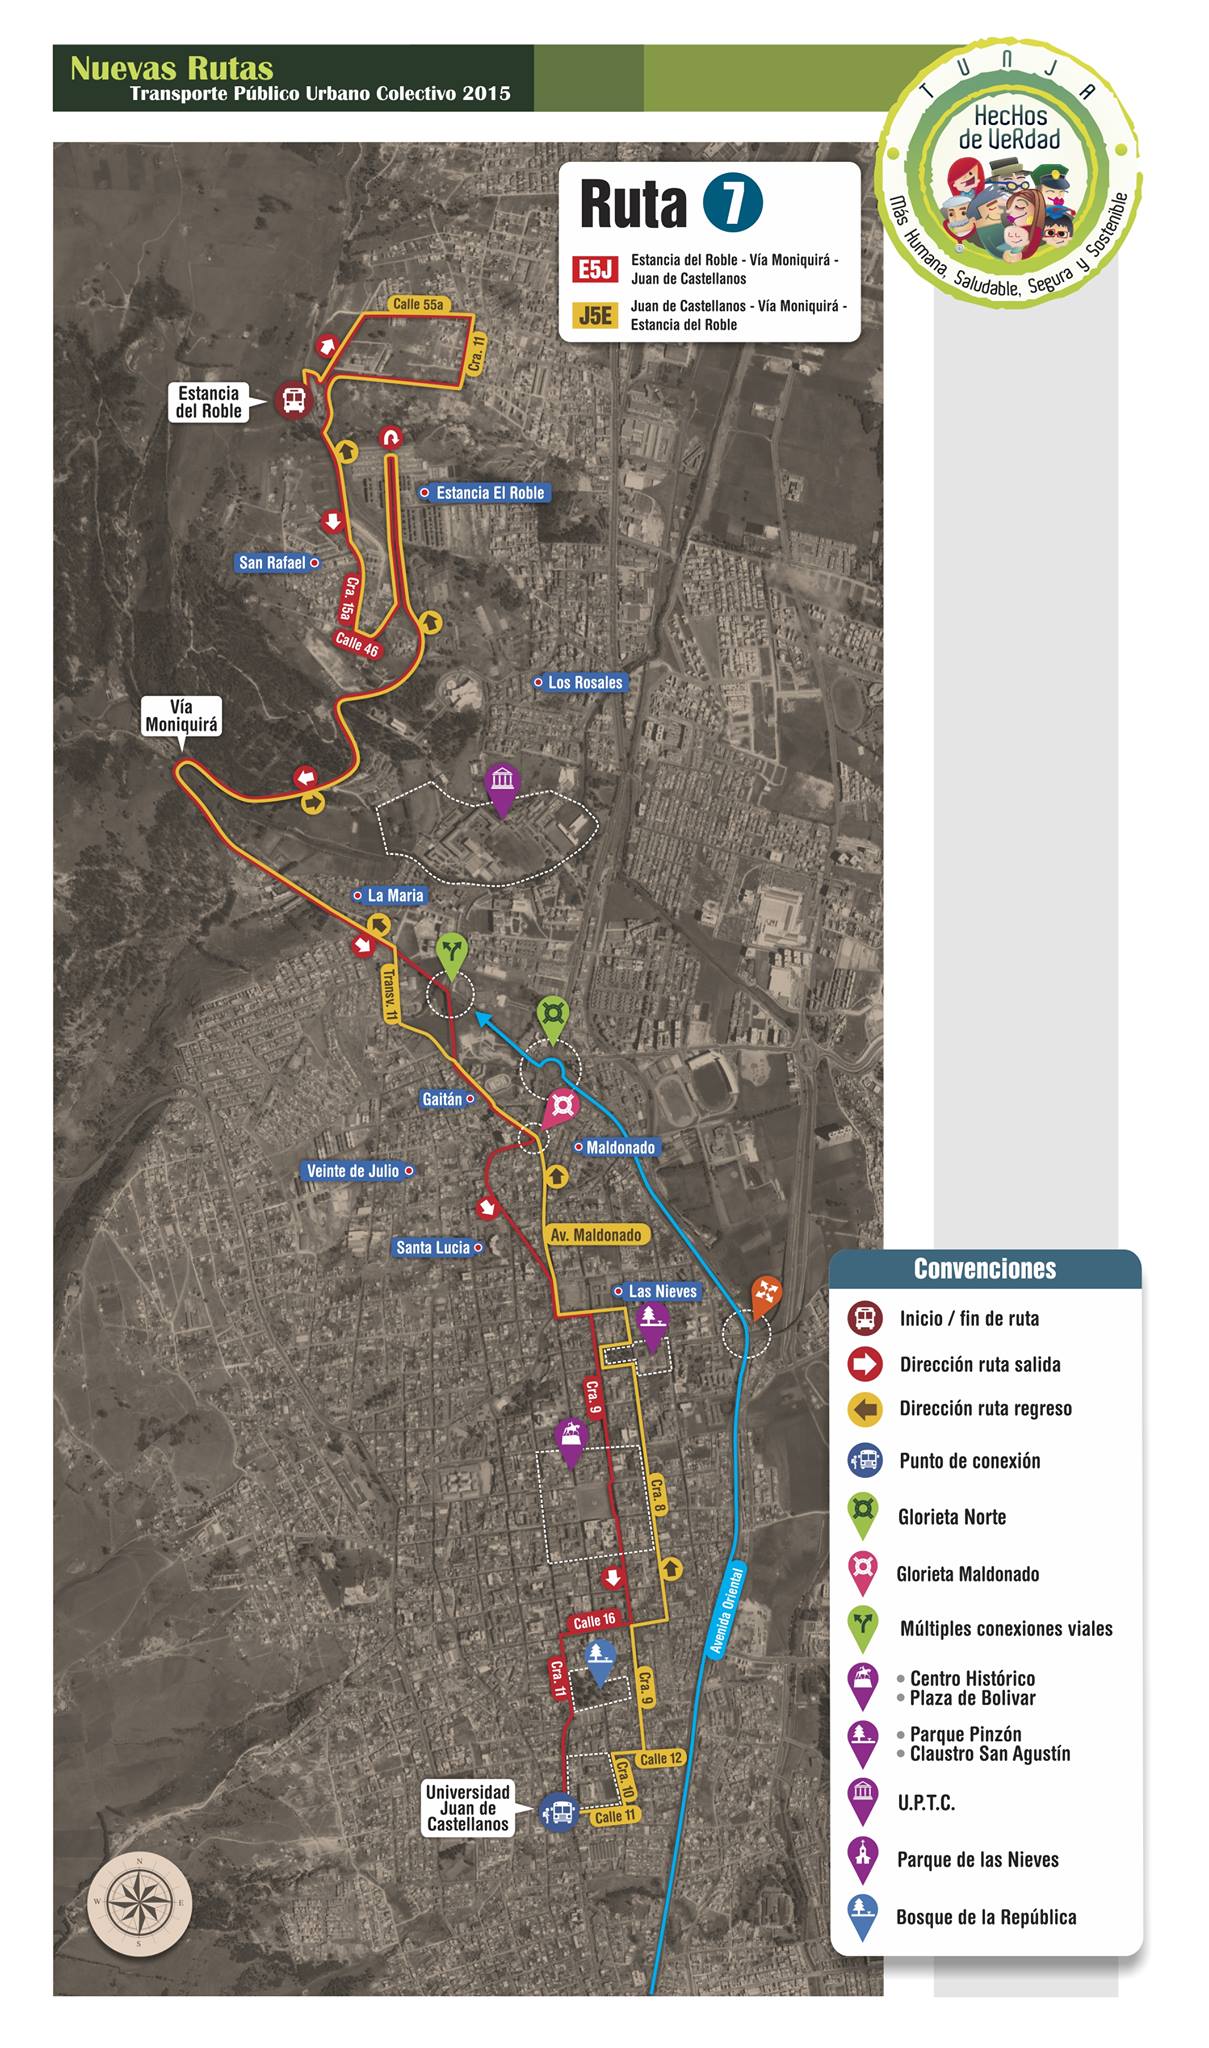 Nuevas Rutas
Transporte Público Urbano Colectivo 2015
TUNJA
HecHos
de VeRdad
Más Humana, Saludable, Segura y Sostenible
Ruta 7
E5J
Estancia del Roble - Vía Moniquirá -
Juan de Castellanos
J5E
Juan de Castellanos - Vía Moniquirá -
Estancia del Roble
Calle 55a
Cra. 11
Estancia
del Roble
Estancia El Roble
San Rafael
Cra. 15a
Calle 46
Los Rosales
Vía
Moniquirá
La Maria
Transv. 11
Gaitán
Maldonado
Veinte de Julio
Av. Maldonado
Santa Lucia
Las Nieves
Cra. 9
Cra. 8
Avenida Oriental
Calle 16
Cra. 11
Cra. 9
Calle 12
Cra. 10
Calle 11
Universidad
Juan de
Castellanos
N
W
E
S
Convenciones
Inicio / fin de ruta
Dirección ruta salida
Dirección ruta regreso
Punto de conexión
Glorieta Norte
Glorieta Maldonado
Múltiples conexiones viales
• Centro Histórico
• Plaza de Bolivar
• Parque Pinzón
• Claustro San Agustín
U.P.T.C.
Parque de las Nieves
Bosque de la República